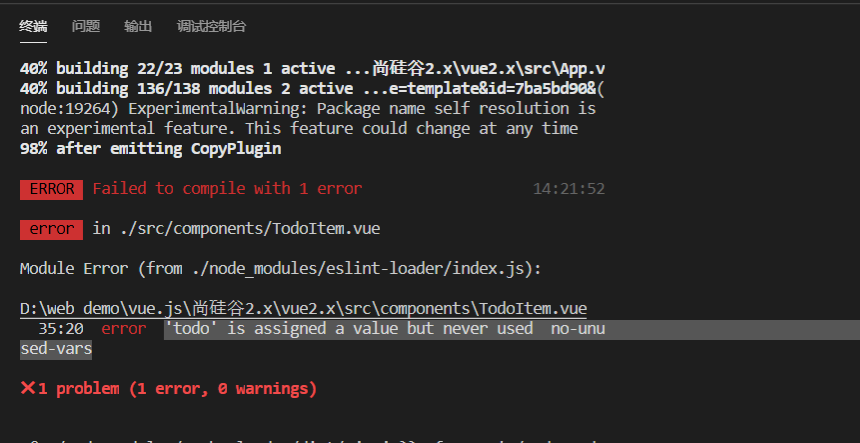 终端 问题 输出 调试控制台
40% building 22/23 modules 1 active ...尚硅谷2.x\vue2.x\src\App.v
40% building 136/138 modules 2 active ...e=template&id=7ba5bd90&(
node:19264) ExperimentalWarning: Package name self resolution is
an experimental feature. This feature could change at any time
98% after emitting CopyPlugin
ERROR Failed to compile with 1 error 14:21:52
error in ./src/components/TodoItem.vue
Module Error (from ./node_modules/eslint-loader/index.js):
D:\web demo\vue.js\尚硅谷2.x\vue2.x\src\components\TodoItem.vue
35:20 error 'todo' is assigned a value but never used no-unu
sed-vars
✕1 problem (1 error, 0 warnings)